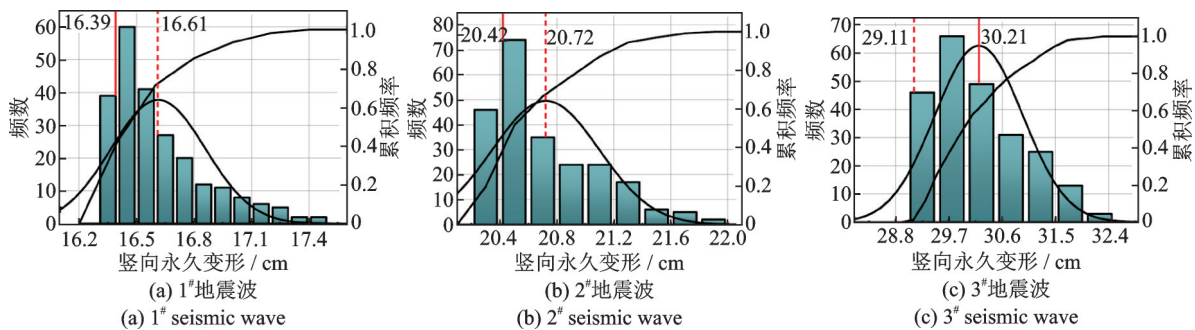 16.39 16.61
60
50
40
30
20
10
0
频数
1.0
0.8
0.6
0.4
0.2
0
累积频率
16.2 16.5 16.8 17.1 17.4
竖向永久变形 / cm
(a) 1#地震波
(a) 1# seismic wave
20.42 20.72
80
70
60
50
40
30
20
10
0
频数
1.0
0.8
0.6
0.4
0.2
0
累积频率
20.4 20.8 21.2 21.6 22.0
竖向永久变形 / cm
(b) 2#地震波
(b) 2# seismic wave
29.11 30.21
70
60
50
40
30
20
10
0
频数
1.0
0.8
0.6
0.4
0.2
0
累积频率
28.8 29.7 30.6 31.5 32.4
竖向永久变形 / cm
(c) 3#地震波
(c) 3# seismic wave